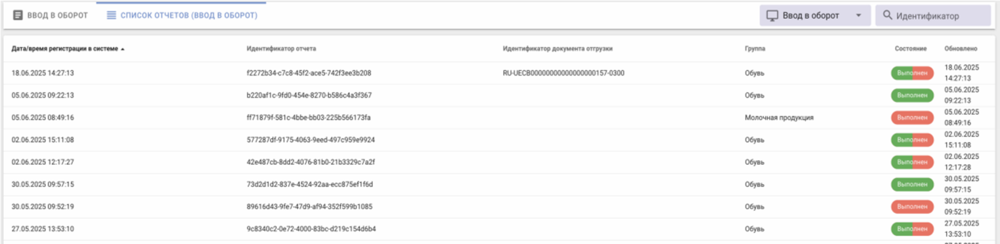 ВВОД В ОБОРОТ
СПИСОК ОТЧЕТОВ (ВВОД В ОБОРОТ)
Ввод в оборот
Идентификатор
Дата/время регистрации в системе Идентификатор отчета Идентификатор документа отгрузки Группа Состояние Обновлено
18.06.2025 14:27:13 f2272b34-c7c8-45f2-ace5-742f3ee3b208 RU-UECB00000000000000000157-0300 Обувь Выполнен 18.06.2025
14:27:13
05.06.2025 09:22:13 b220af1c-9fd0-454e-8270-b586c4a3f367 Обувь Выполнен 05.06.2025
09:22:13
05.06.2025 08:49:16 ff71879f-581c-4bbe-bb03-225b566173fa Молочная продукция Выполнен 05.06.2025
08:49:16
02.06.2025 15:11:08 577287df-9175-4063-9eed-497c959e9924 Обувь Выполнен 02.06.2025
15:11:08
02.06.2025 12:17:27 42e487cb-8dd2-4076-81b0-21b3329c7a2f Обувь Выполнен 02.06.2025
12:17:28
30.05.2025 09:57:15 73d2d1d2-837e-4524-92aa-ecc875ef1f6d Обувь Выполнен 30.05.2025
09:57:15
30.05.2025 09:52:19 89616d43-9fe7-47d9-af94-352f599b1085 Обувь Выполнен 30.05.2025
09:52:19
27.05.2025 13:53:10 9c8340c2-0e72-4000-83bc-d219c154d6b4 Обувь Выполнен 27.05.2025
13:53:10